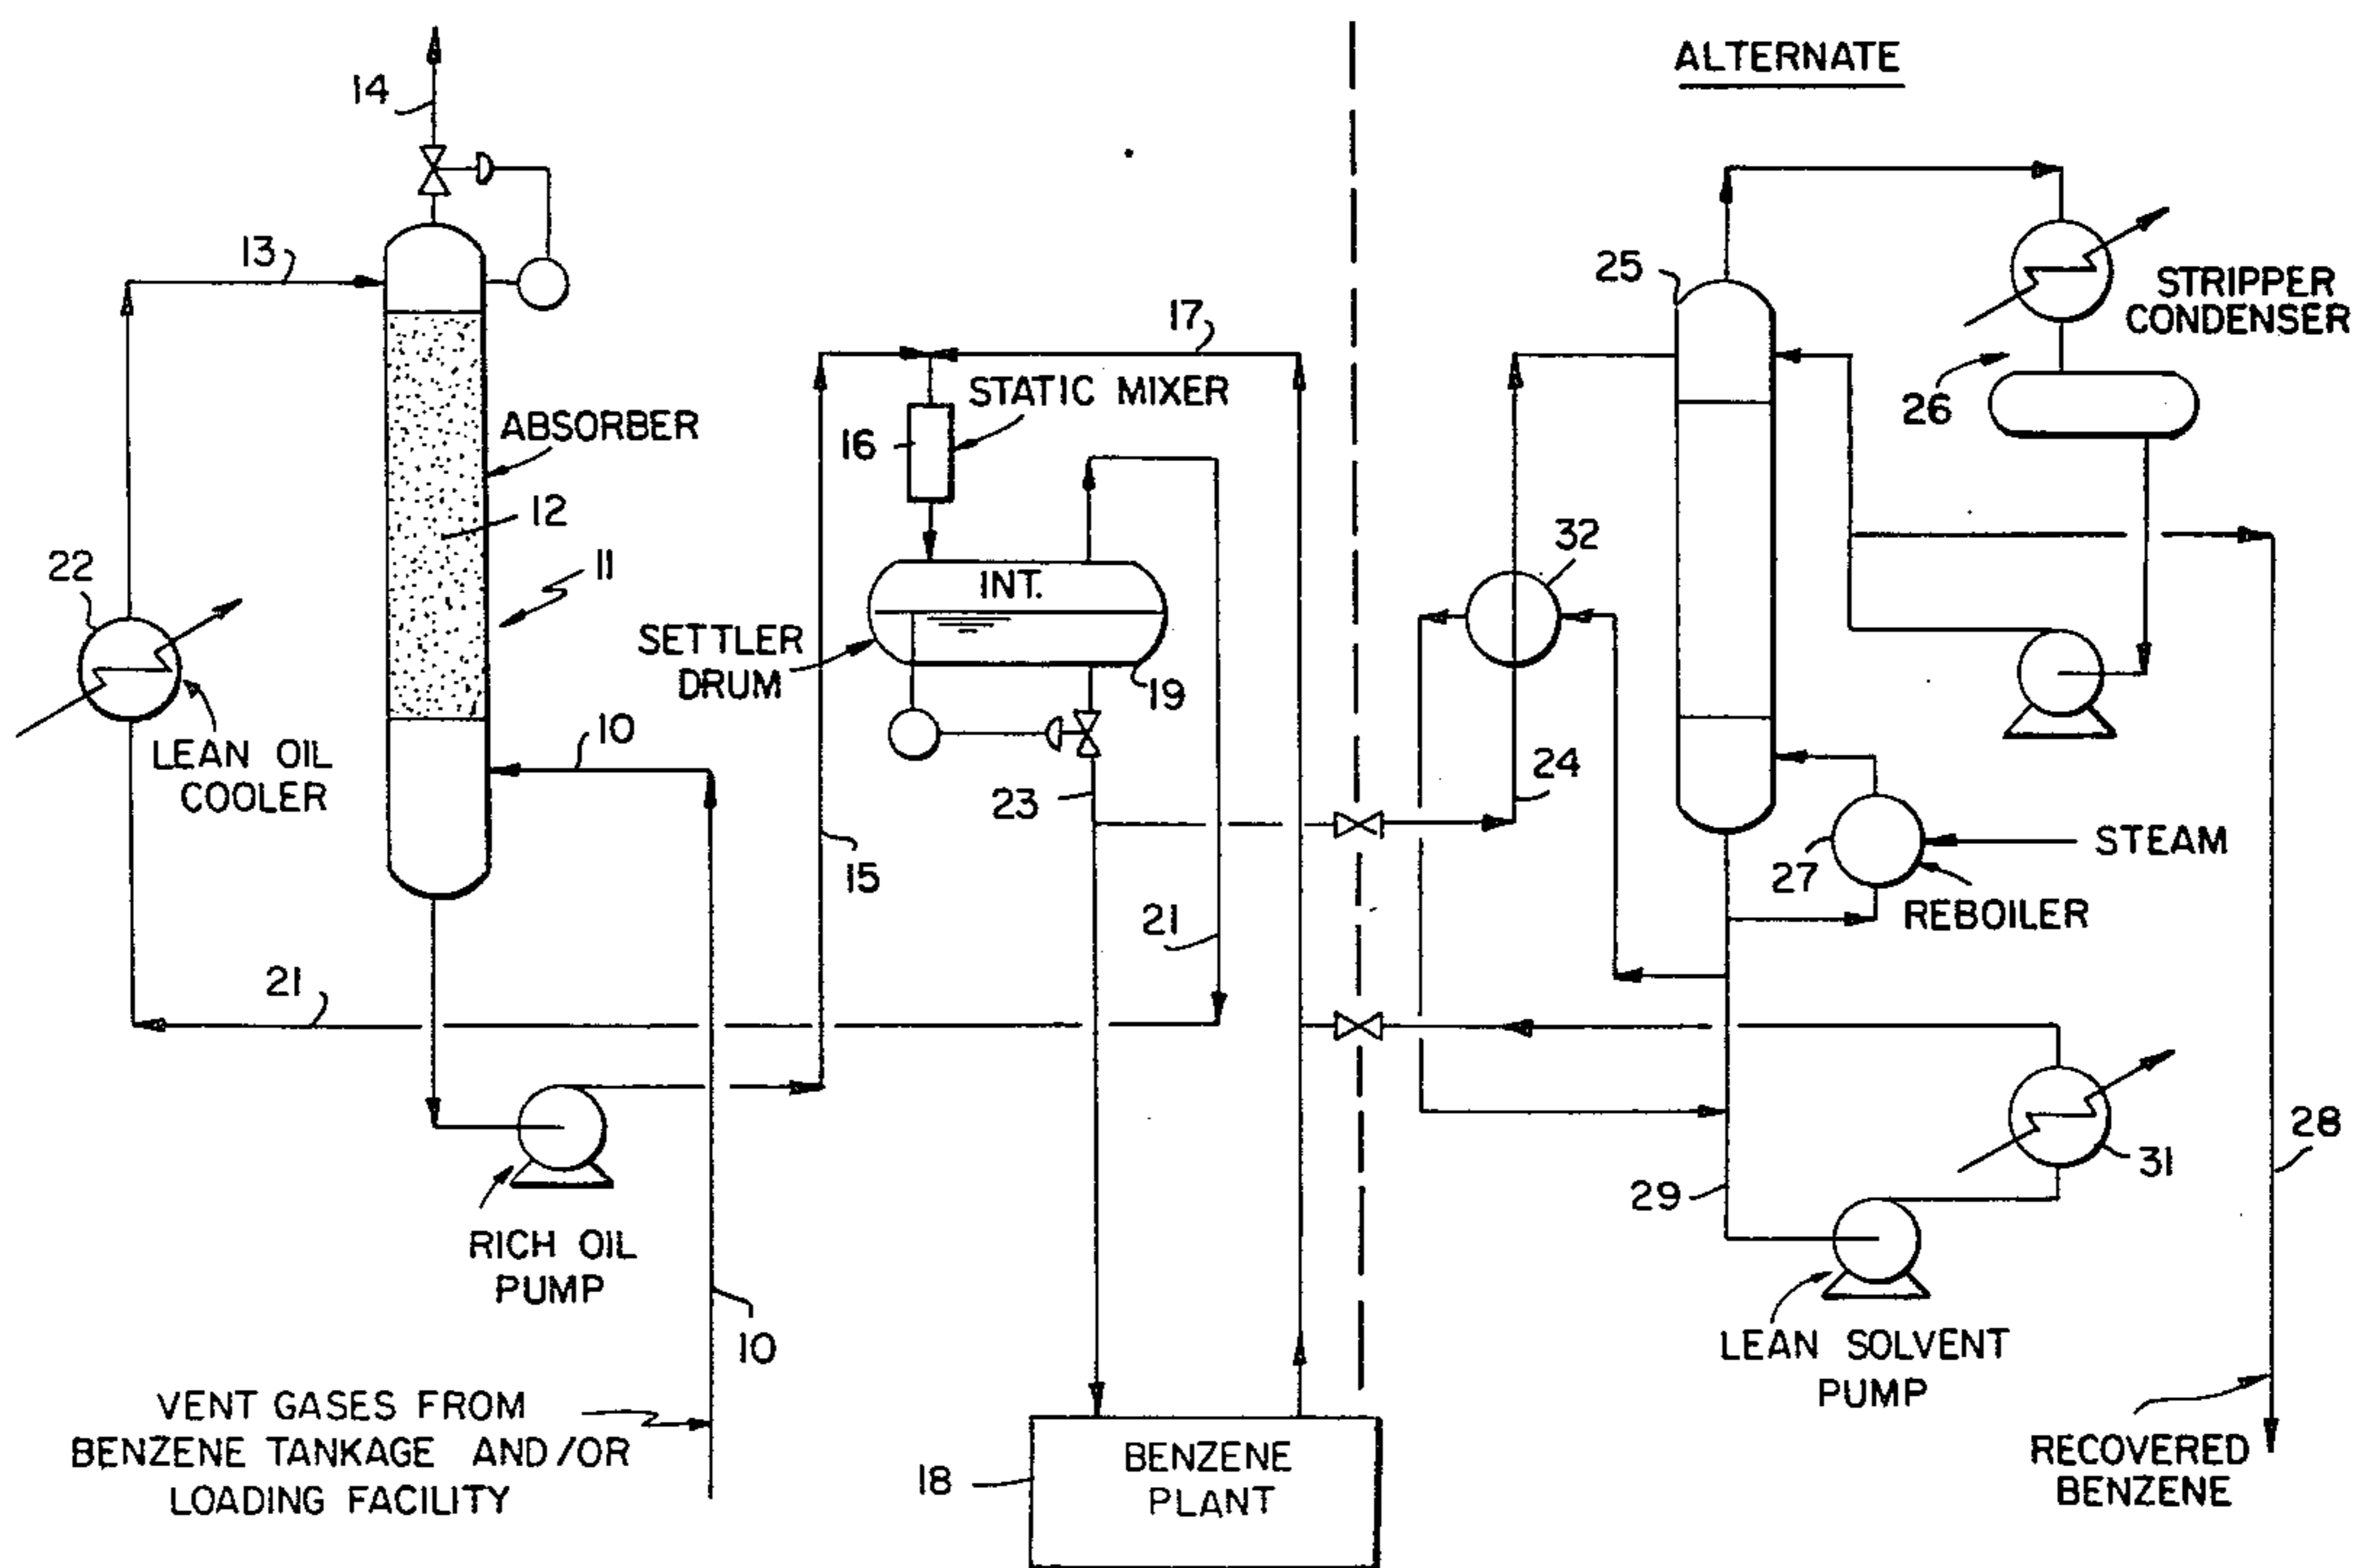 ALTERNATE
14
13
25
STRIPPER
CONDENSER
17
STATIC MIXER
26
ABSORBER
16
12
32
INT.
22
11
SETTLER
DRUM
19
10
LEAN OIL
COOLER
23
24
15
27
STEAM
REBOILER
21
21
28
31
29
RICH OIL
PUMP
10
LEAN SOLVENT
PUMP
VENT GASES FROM
BENZENE TANKAGE AND/OR
LOADING FACILITY
18
BENZENE
PLANT
RECOVERED
BENZENE